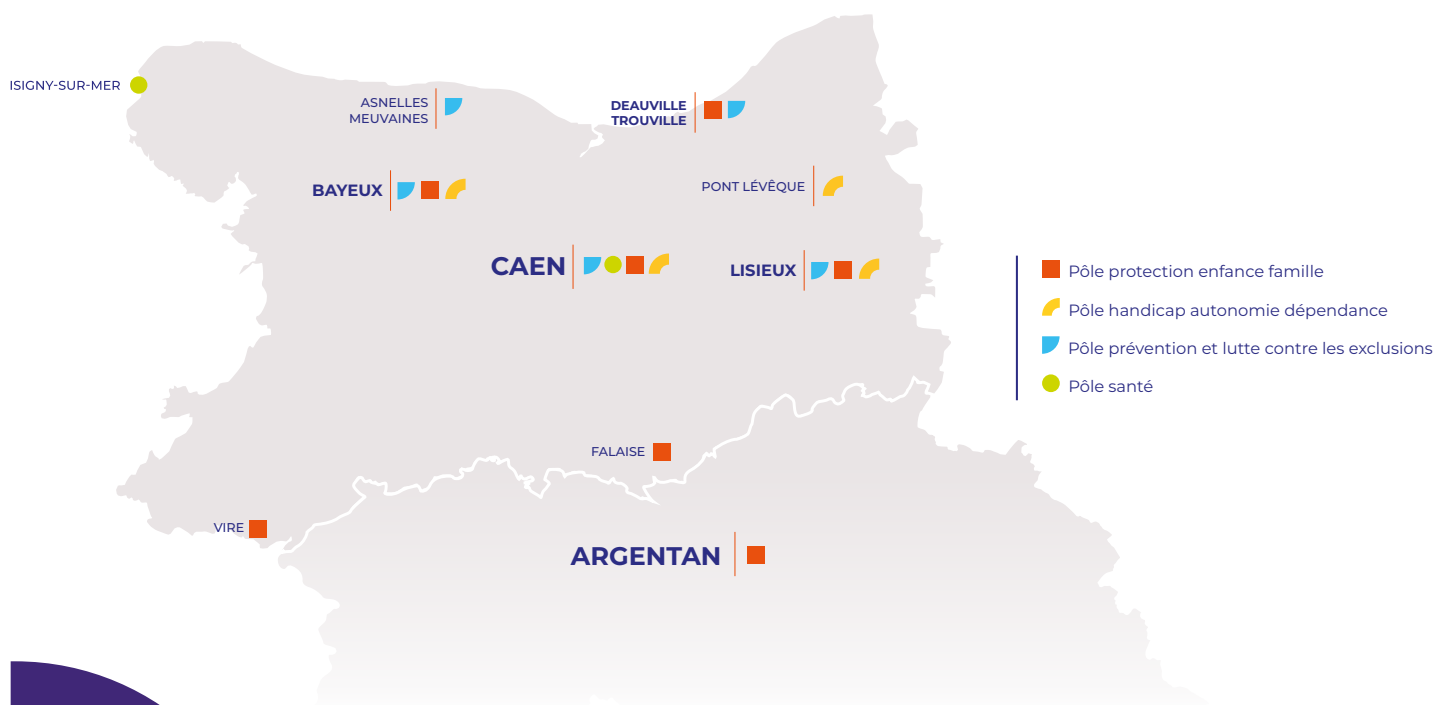 ISIGNY-SUR-MER
ASNELLES
MEUVAINES
DEAUVILLE
TROUVILLE
BAYEUX
PONT LÉVÊQUE
CAEN
LISIEUX
Pôle protection enfance famille
Pôle handicap autonomie dépendance
Pôle prévention et lutte contre les exclusions
Pôle santé
FALAISE
VIRE
ARGENTAN